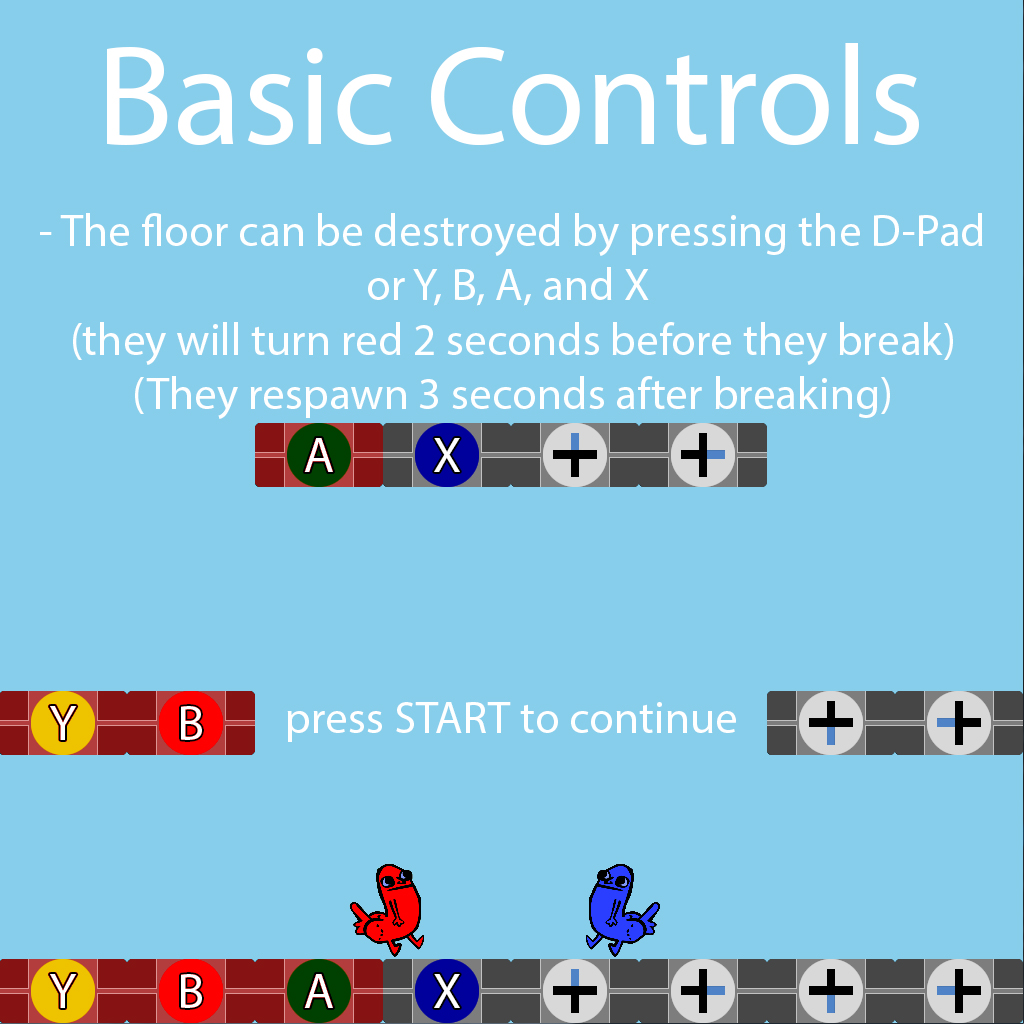 Basic Controls
- The floor can be destroyed by pressing the D-Pad
or Y, B, A, and X
(they will turn red 2 seconds before they break)
(They respawn 3 seconds after breaking)
A X
Y B press START to continue
Y B A X